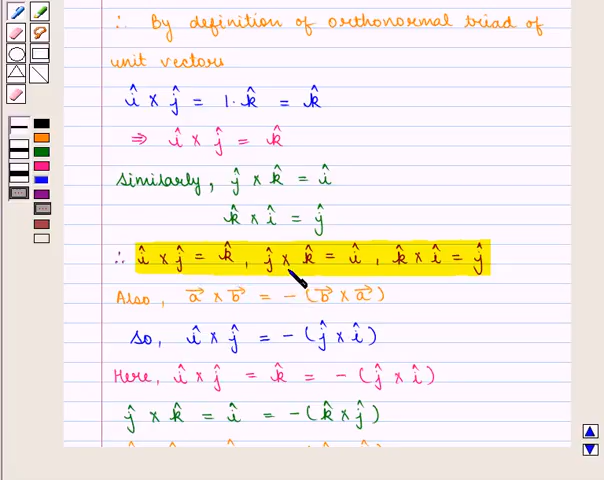 ∴ By definition of orthonormal triad of
unit vectors
î × ĵ = 1 · k̂ = k̂
⇒ î × ĵ = k̂
Similarly, ĵ × k̂ = î
k̂ × î = ĵ
∴ î × ĵ = k̂, ĵ × k̂ = î, k̂ × î = ĵ
Also, a⃗ × b⃗ = -(b⃗ × a⃗)
So, î × ĵ = -(ĵ × î)
Here, î × ĵ = k̂ = -(ĵ × î)
ĵ × k̂ = î = -(k̂ × ĵ)